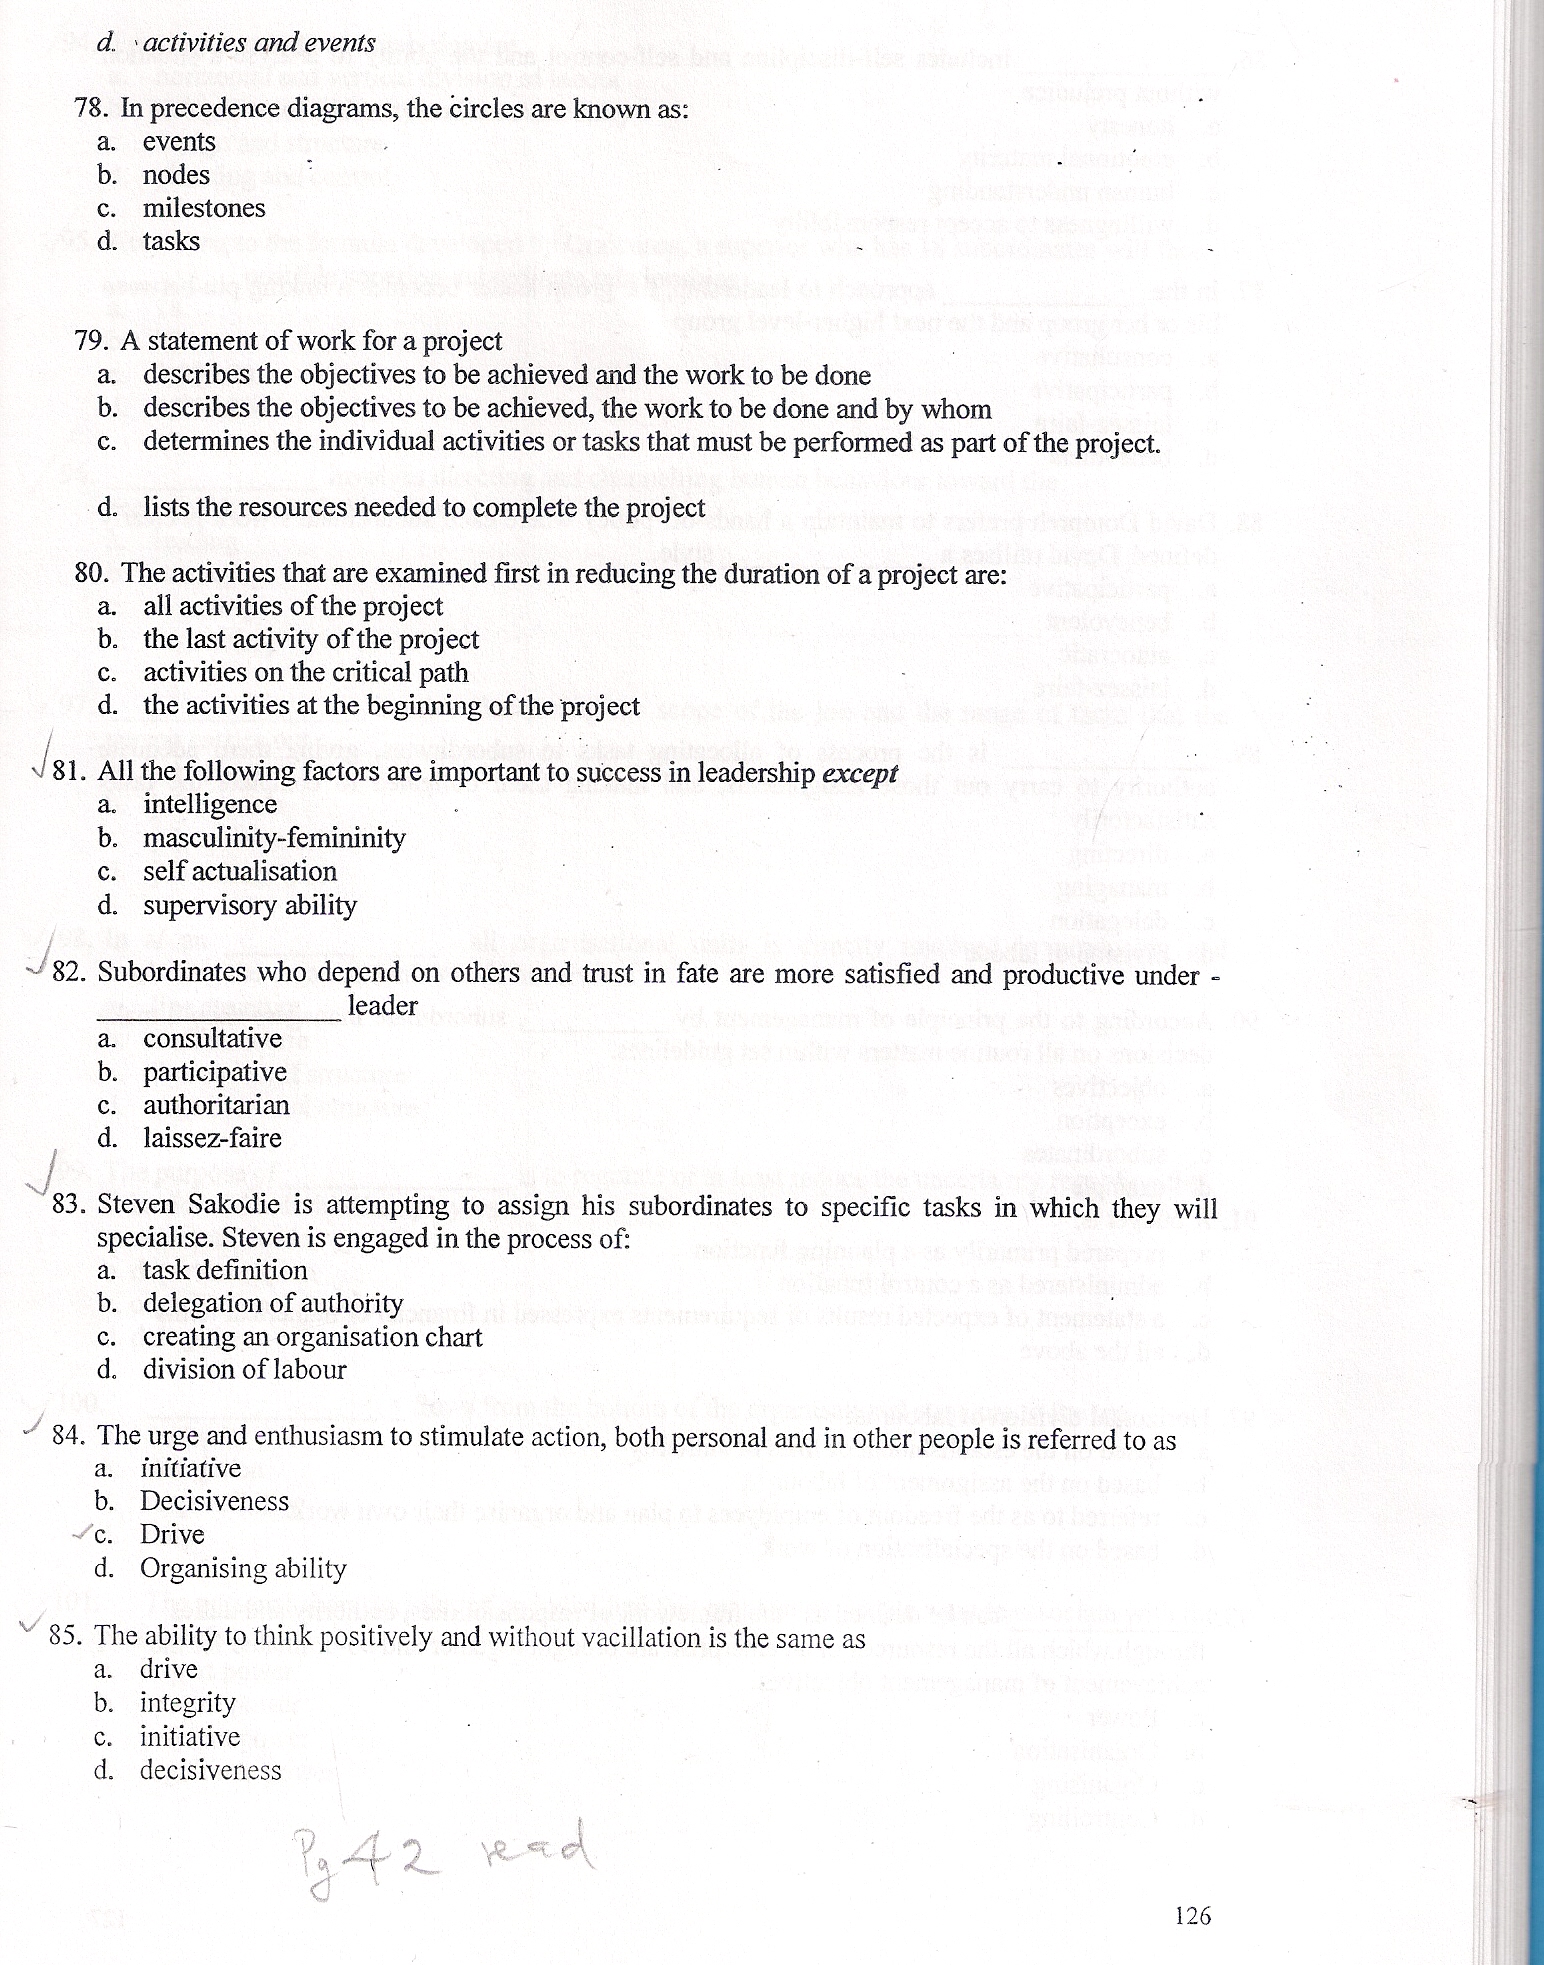 d. activities and events
78. In precedence diagrams, the circles are known as:
a. events
b. nodes
c. milestones
d. tasks
79. A statement of work for a project
a. describes the objectives to be achieved and the work to be done
b. describes the objectives to be achieved, the work to be done and by whom
c. determines the individual activities or tasks that must be performed as part of the project.
d. lists the resources needed to complete the project
80. The activities that are examined first in reducing the duration of a project are:
a. all activities of the project
b. the last activity of the project
c. activities on the critical path
d. the activities at the beginning of the project
81. All the following factors are important to success in leadership except
a. intelligence
b. masculinity-femininity
c. self actualisation
d. supervisory ability
82. Subordinates who depend on others and trust in fate are more satisfied and productive under -
____________________ leader
a. consultative
b. participative
c. authoritarian
d. laissez-faire
83. Steven Sakodie is attempting to assign his subordinates to specific tasks in which they will
specialise. Steven is engaged in the process of:
a. task definition
b. delegation of authority
c. creating an organisation chart
d. division of labour
84. The urge and enthusiasm to stimulate action, both personal and in other people is referred to as
a. initiative
b. Decisiveness
c. Drive
d. Organising ability
85. The ability to think positively and without vacillation is the same as
a. drive
b. integrity
c. initiative
d. decisiveness
Pg 42 read
126